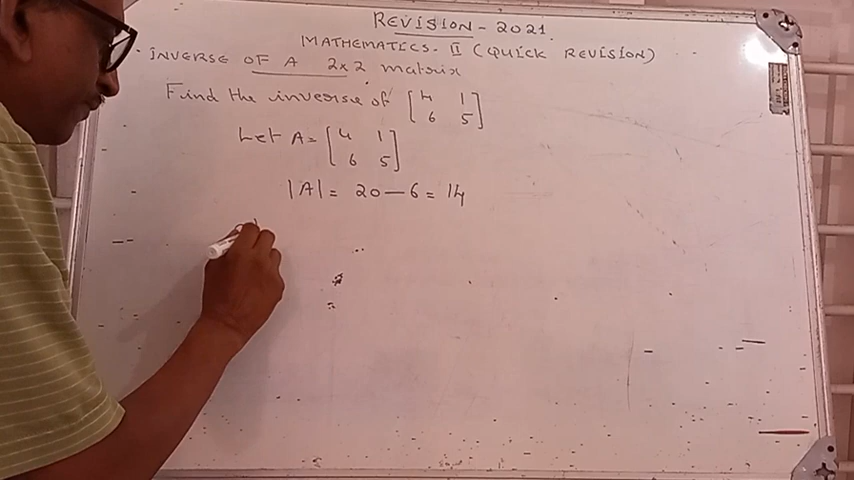 REVISION - 2021.
MATHEMATICS - II (QUICK REVISION)
INVERSE OF A 2x2 matrix
Find the inverse of [4 1
6 5]
Let A = [4 1
6 5]
|A| = 20 — 6 = 14